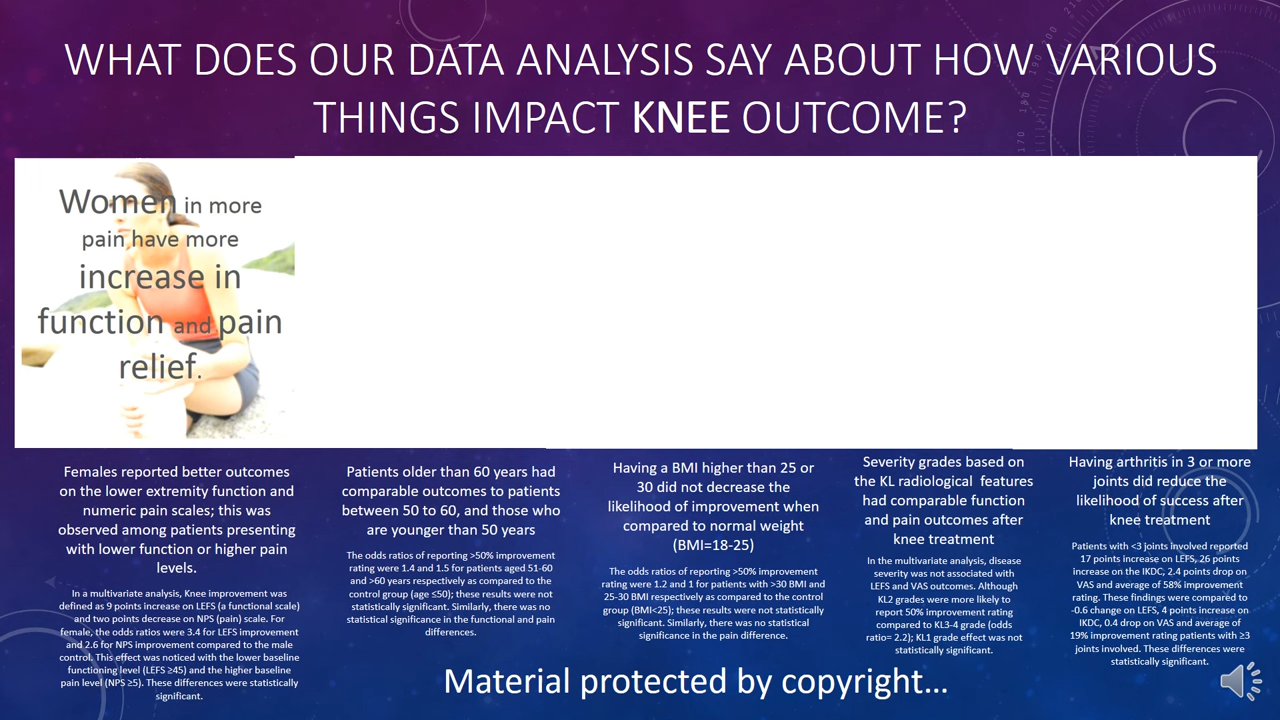 WHAT DOES OUR DATA ANALYSIS SAY ABOUT HOW VARIOUS
THINGS IMPACT KNEE OUTCOME?
Women in more
pain have more
increase in
function and pain
relief.
Females reported better outcomes
on the lower extremity function and
numeric pain scales; this was
observed among patients presenting
with lower function or higher pain
levels.
In a multivariate analysis, Knee improvement was
defined as 9 points increase on LEFS (a functional scale)
and two points decrease on NPS (pain) scale. For
female, the odds ratios were 3.4 for LEFS improvement
and 2.6 for NPS improvement compared to the male
control. This effect was noticed with the lower baseline
functioning level (LEFS ≥45) and the higher baseline
pain level (NPS ≥5). These differences were statistically
significant.
Patients older than 60 years had
comparable outcomes to patients
between 50 to 60, and those who
are younger than 50 years
The odds ratios of reporting >50% improvement
rating were 1.4 and 1.5 for patients aged 51-60
and >60 years respectively as compared to the
control group (age ≤50); these results were not
statistically significant. Similarly, there was no
statistical significance in the functional and pain
differences.
Having a BMI higher than 25 or
30 did not decrease the
likelihood of improvement when
compared to normal weight
(BMI=18-25)
The odds ratios of reporting >50% improvement
rating were 1.2 and 1 for patients with >30 BMI and
25-30 BMI respectively as compared to the control
group (BMI<25); these results were not statistically
significant. Similarly, there was no statistical
significance in the pain difference.
Severity grades based on
the KL radiological features
had comparable function
and pain outcomes after
knee treatment
In the multivariate analysis, disease
severity was not associated with
LEFS and VAS outcomes. Although
KL2 grades were more likely to
report 50% improvement rating
compared to KL3-4 grade (odds
ratio= 2.2); KL1 grade effect was not
statistically significant.
Having arthritis in 3 or more
joints did reduce the
likelihood of success after
knee treatment
Patients with <3 joints involved reported
17 points increase on LEFS, 26 points
increase on the IKDC, 2.4 points drop on
VAS and average of 58% improvement
rating. These findings were compared to
-0.6 change on LEFS, 4 points increase on
IKDC, 0.4 drop on VAS and average of
19% improvement rating patients with ≥3
joints involved. These differences were
statistically significant.
Material protected by copyright…